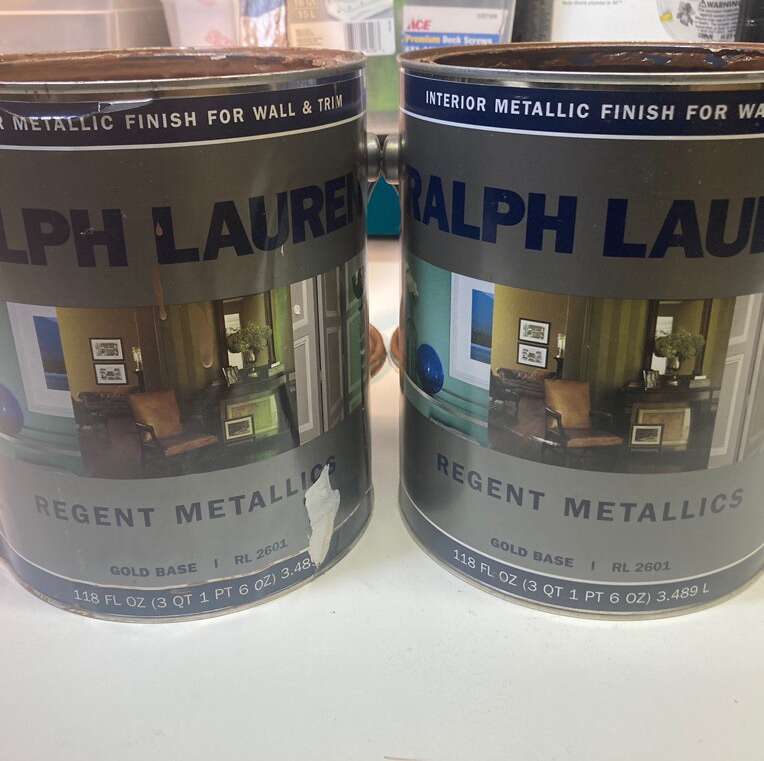 ACE
Premium Deck Screws
WARNING
R METALLIC FINISH FOR WALL & TRIM
LPH LAUREN
REGENT METALLICS
GOLD BASE | RL 2601
118 FL OZ (3 QT 1 PT 6 OZ) 3.48
INTERIOR METALLIC FINISH FOR WA
RALPH LAU
REGENT METALLICS
GOLD BASE | RL 2601
118 FL OZ (3 QT 1 PT 6 OZ) 3.489 L